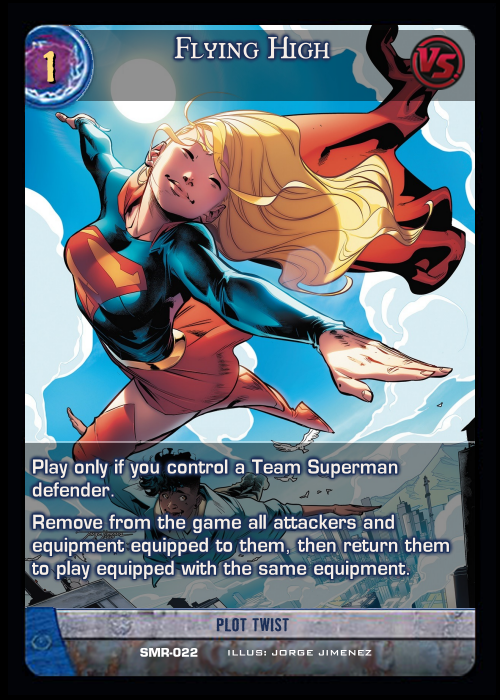 1
Flying High
VS
Play only if you control a Team Superman
defender.
Remove from the game all attackers and
equipment equipped to them, then return them
to play equipped with the same equipment.
PLOT TWIST
SMR-022 ILLUS: JORGE JIMENEZ